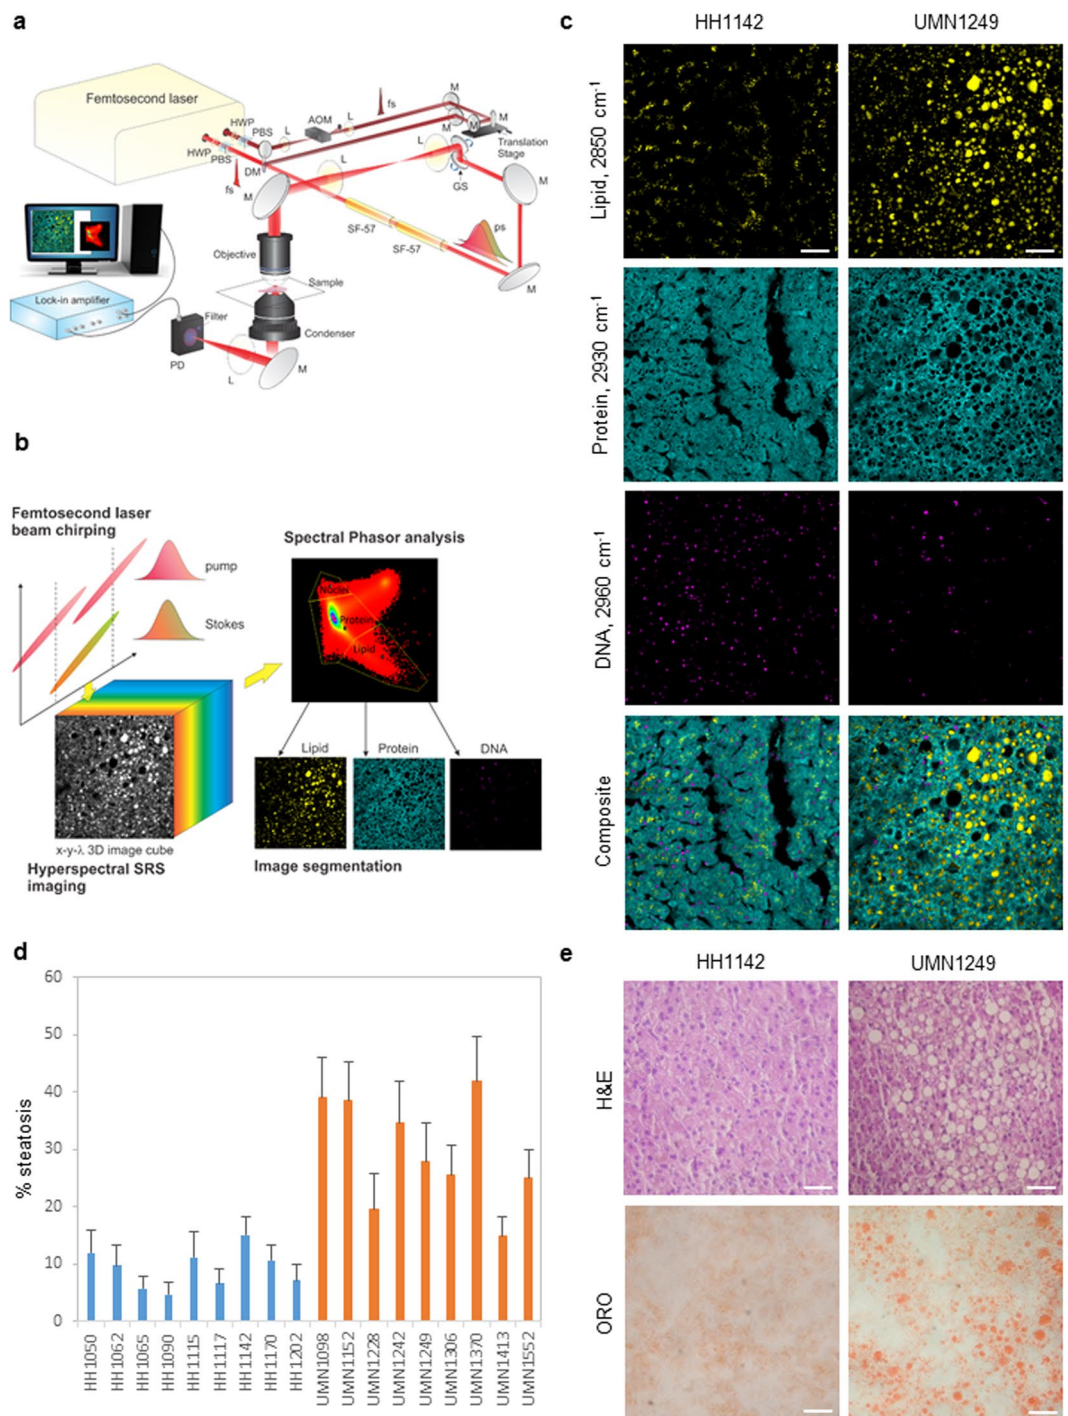 a
Femtosecond laser
HWP
PBS
L
AOM
L
fs
M
M
M
M
Translation
Stage
HWP
PBS
DM
fs
M
L
L
GS
M
SF-57
SF-57
ps
M
Objective
Sample
Lock-in amplifier
Filter
Condenser
PD
L
M
b
Femtosecond laser
beam chirping
pump
Stokes
Spectral Phasor analysis
Nuclei
Protein
Lipid
Lipid
Protein
DNA
x-y-λ 3D image cube
Hyperspectral SRS
imaging
Image segmentation
c
HH1142
UMN1249
Lipid, 2850 cm⁻¹
Protein, 2930 cm⁻¹
DNA, 2960 cm⁻¹
Composite
d
% steatosis
60
50
40
30
20
10
0
HH1050
HH1062
HH1065
HH1090
HH1115
HH1117
HH1142
HH1170
HH1202
UMN1098
UMN1152
UMN1228
UMN1242
UMN1249
UMN1306
UMN1370
UMN1413
UMN1552
e
HH1142
UMN1249
H&E
ORO